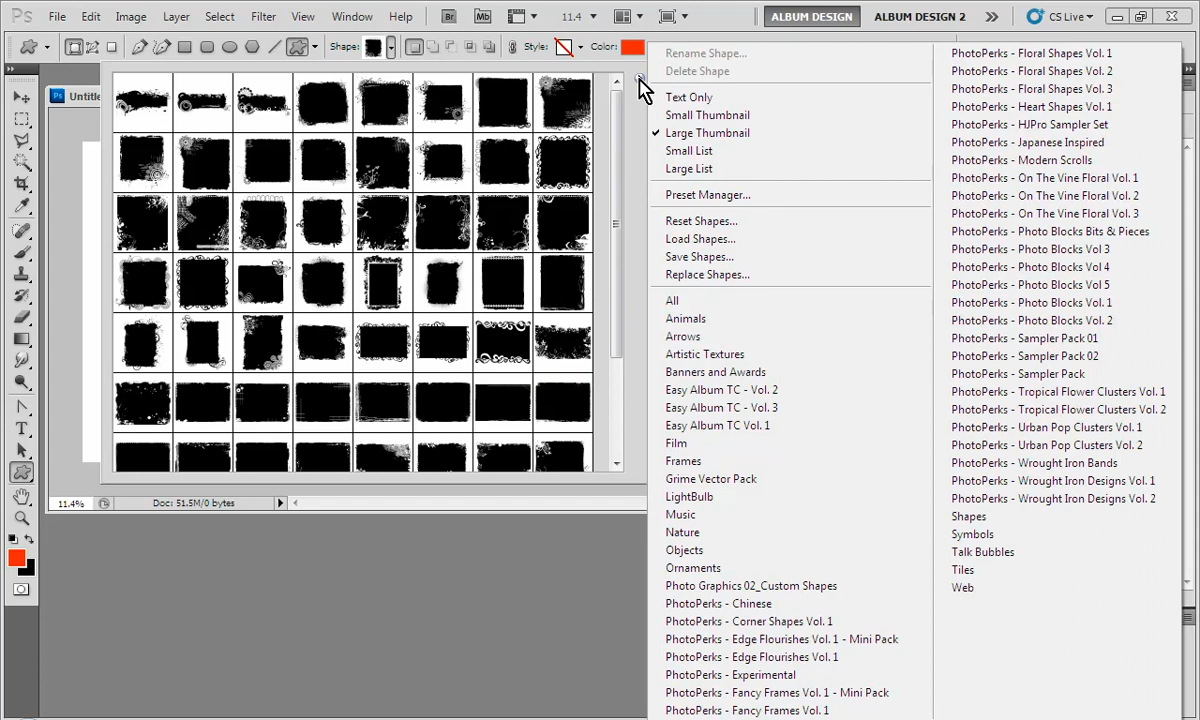 Ps File Edit Image Layer Select Filter View Window Help Br Mb 11.4 ALBUM DESIGN ALBUM DESIGN 2 CS Live
Shape: Style: Color:
Ps Untitle
Rename Shape...
Delete Shape
Text Only
Small Thumbnail
Large Thumbnail
Small List
Large List
Preset Manager...
Reset Shapes...
Load Shapes...
Save Shapes...
Replace Shapes...
All
Animals
Arrows
Artistic Textures
Banners and Awards
Easy Album TC - Vol. 2
Easy Album TC - Vol. 3
Easy Album TC Vol. 1
Film
Frames
Grime Vector Pack
LightBulb
Music
Nature
Objects
Ornaments
Photo Graphics 02_Custom Shapes
PhotoPerks - Chinese
PhotoPerks - Corner Shapes Vol. 1
PhotoPerks - Edge Flourishes Vol. 1 - Mini Pack
PhotoPerks - Edge Flourishes Vol. 1
PhotoPerks - Experimental
PhotoPerks - Fancy Frames Vol. 1 - Mini Pack
PhotoPerks - Fancy Frames Vol. 1
PhotoPerks - Floral Shapes Vol. 1
PhotoPerks - Floral Shapes Vol. 2
PhotoPerks - Floral Shapes Vol. 3
PhotoPerks - Heart Shapes Vol. 1
PhotoPerks - HJPro Sampler Set
PhotoPerks - Japanese Inspired
PhotoPerks - Modern Scrolls
PhotoPerks - On The Vine Floral Vol. 1
PhotoPerks - On The Vine Floral Vol. 2
PhotoPerks - On The Vine Floral Vol. 3
PhotoPerks - Photo Blocks Bits & Pieces
PhotoPerks - Photo Blocks Vol 3
PhotoPerks - Photo Blocks Vol 4
PhotoPerks - Photo Blocks Vol 5
PhotoPerks - Photo Blocks Vol. 1
PhotoPerks - Photo Blocks Vol. 2
PhotoPerks - Sampler Pack 01
PhotoPerks - Sampler Pack 02
PhotoPerks - Sampler Pack
PhotoPerks - Tropical Flower Clusters Vol. 1
PhotoPerks - Tropical Flower Clusters Vol. 2
PhotoPerks - Urban Pop Clusters Vol. 1
PhotoPerks - Urban Pop Clusters Vol. 2
PhotoPerks - Wrought Iron Bands
PhotoPerks - Wrought Iron Designs Vol. 1
PhotoPerks - Wrought Iron Designs Vol. 2
Shapes
Symbols
Talk Bubbles
Tiles
Web
11.4% Doc: 51.5M/0 bytes